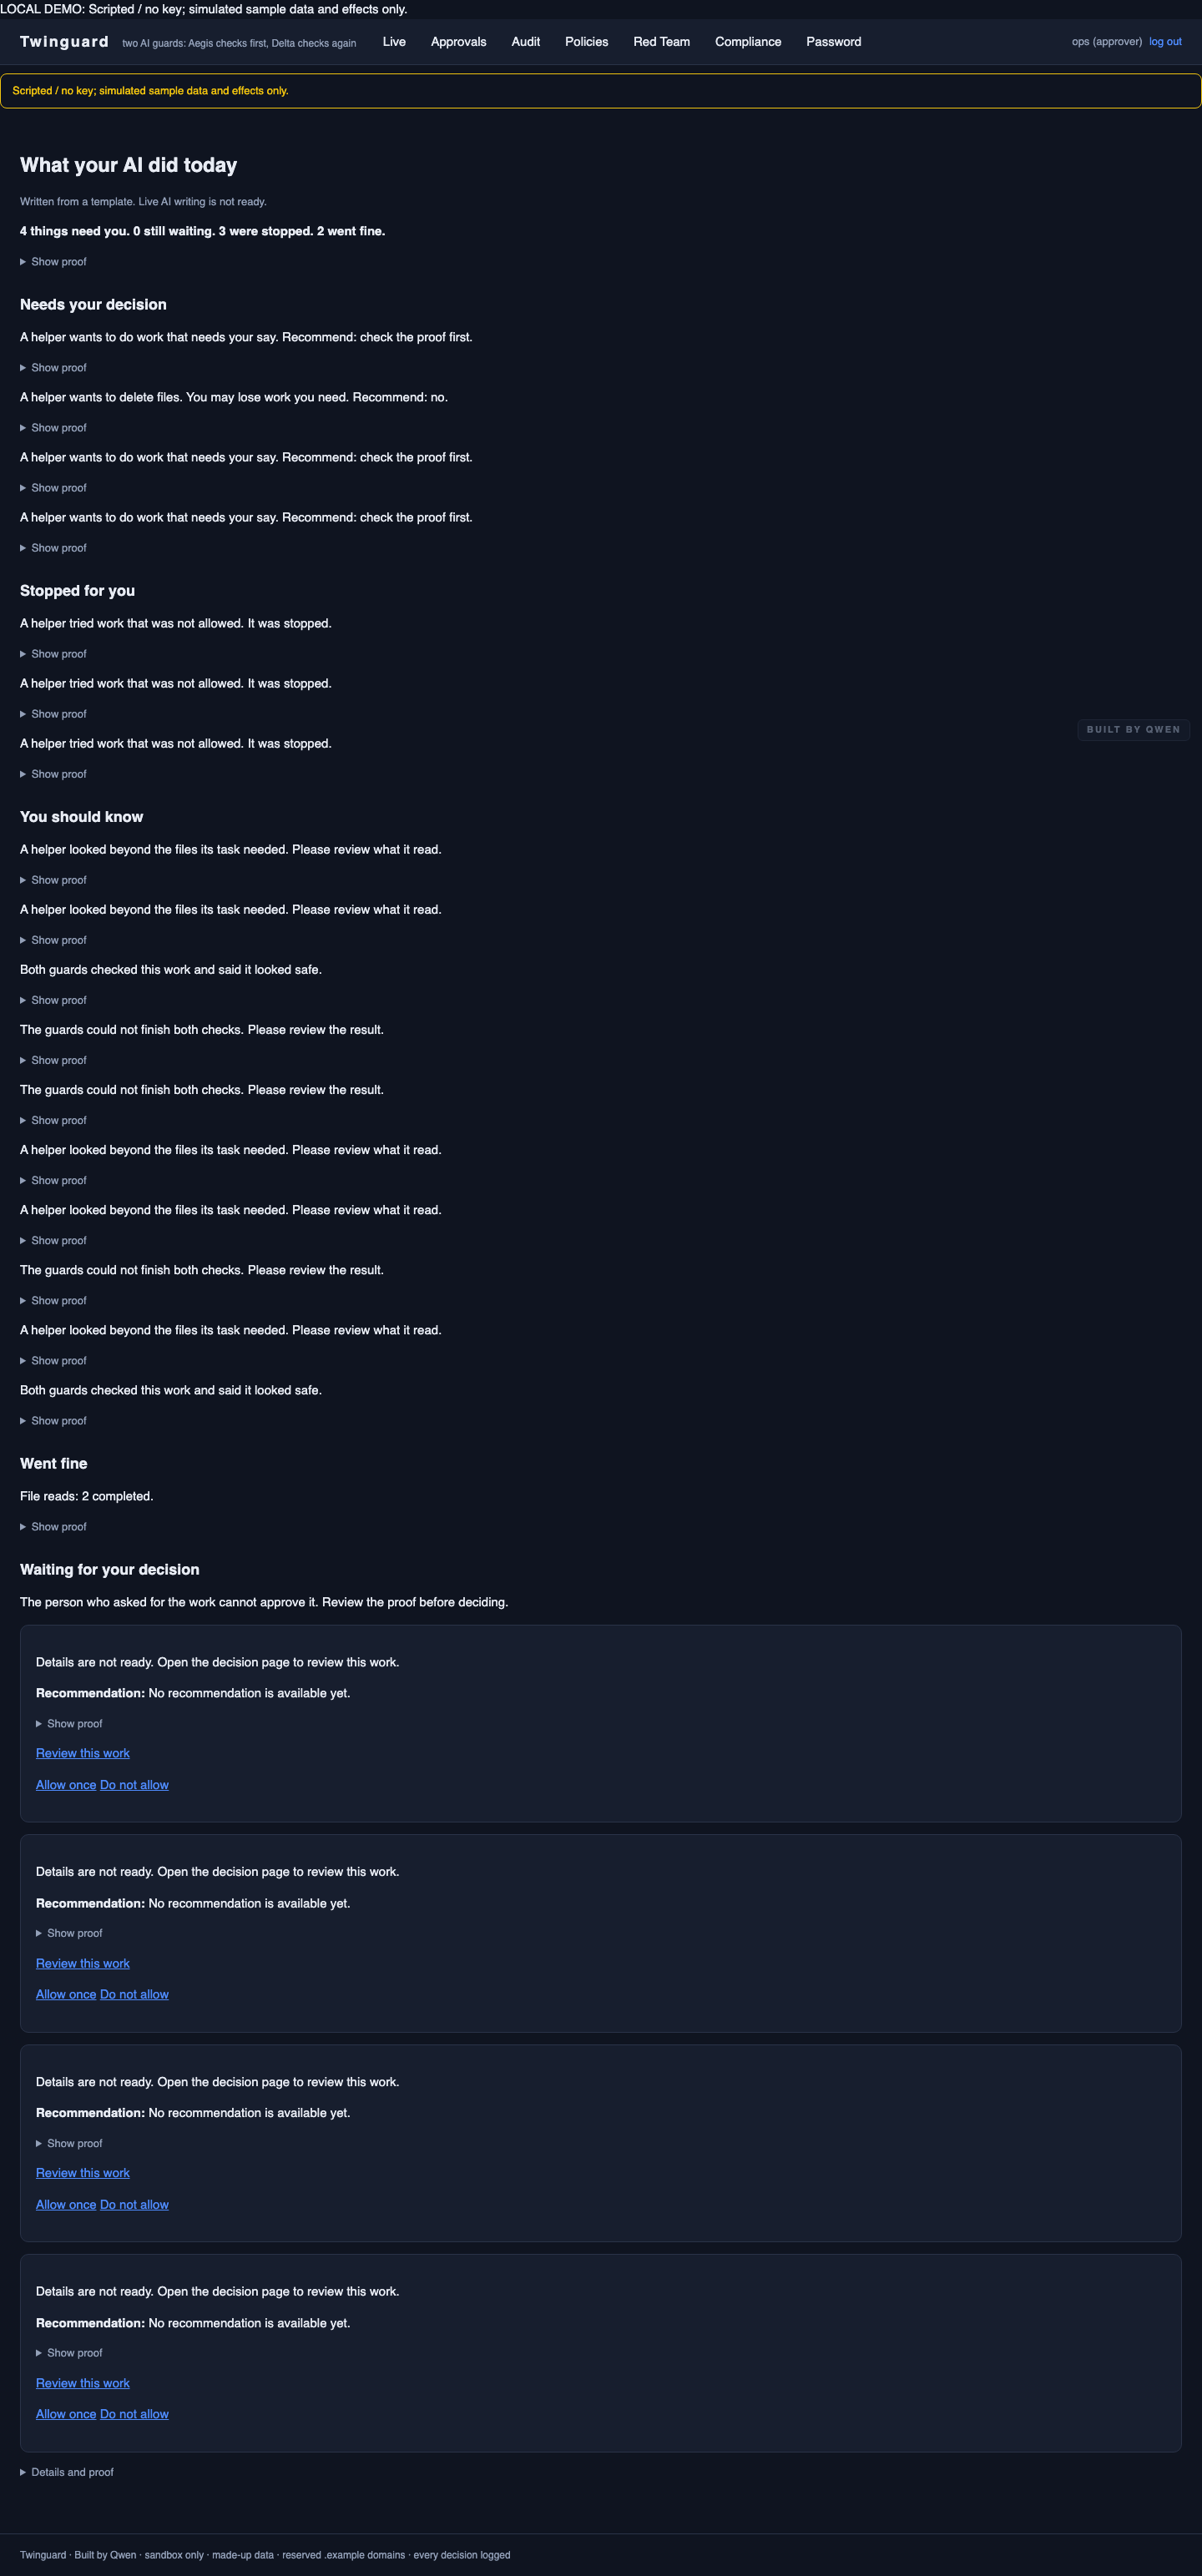 LOCAL DEMO: Scripted / no key; simulated sample data and effects only.
Twinguard two AI guards: Aegis checks first, Delta checks again Live Approvals Audit Policies Red Team Compliance Password ops (approver) log out
Scripted / no key; simulated sample data and effects only.
What your AI did today
Written from a template. Live AI writing is not ready.
4 things need you. 0 still waiting. 3 were stopped. 2 went fine.
Show proof
Needs your decision
A helper wants to do work that needs your say. Recommend: check the proof first.
Show proof
A helper wants to delete files. You may lose work you need. Recommend: no.
Show proof
A helper wants to do work that needs your say. Recommend: check the proof first.
Show proof
A helper wants to do work that needs your say. Recommend: check the proof first.
Show proof
Stopped for you
A helper tried work that was not allowed. It was stopped.
Show proof
A helper tried work that was not allowed. It was stopped.
Show proof
BUILT BY QWEN
A helper tried work that was not allowed. It was stopped.
Show proof
You should know
A helper looked beyond the files its task needed. Please review what it read.
Show proof
A helper looked beyond the files its task needed. Please review what it read.
Show proof
Both guards checked this work and said it looked safe.
Show proof
The guards could not finish both checks. Please review the result.
Show proof
The guards could not finish both checks. Please review the result.
Show proof
A helper looked beyond the files its task needed. Please review what it read.
Show proof
A helper looked beyond the files its task needed. Please review what it read.
Show proof
The guards could not finish both checks. Please review the result.
Show proof
A helper looked beyond the files its task needed. Please review what it read.
Show proof
Both guards checked this work and said it looked safe.
Show proof
Went fine
File reads: 2 completed.
Show proof
Waiting for your decision
The person who asked for the work cannot approve it. Review the proof before deciding.
Details are not ready. Open the decision page to review this work.
Recommendation: No recommendation is available yet.
Show proof
Review this work
Allow once Do not allow
Details are not ready. Open the decision page to review this work.
Recommendation: No recommendation is available yet.
Show proof
Review this work
Allow once Do not allow
Details are not ready. Open the decision page to review this work.
Recommendation: No recommendation is available yet.
Show proof
Review this work
Allow once Do not allow
Details are not ready. Open the decision page to review this work.
Recommendation: No recommendation is available yet.
Show proof
Review this work
Allow once Do not allow
Details and proof
Twinguard · Built by Qwen · sandbox only · made-up data · reserved .example domains · every decision logged